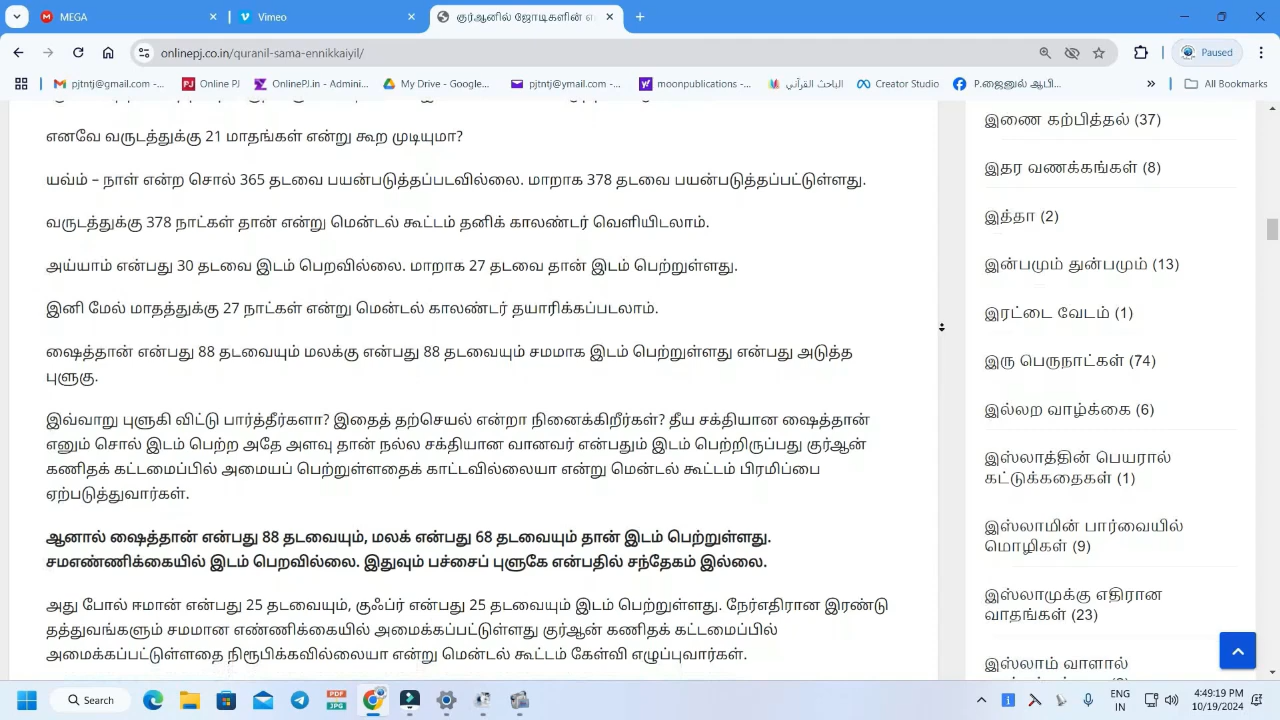 MEGA
Vimeo
குர்ஆனில் ஜோடிகளின் எ
onlinepj.co.in/quranil-sama-ennikkaiyil/
Paused
pjtntj@gmail.com -...
Online PJ
OnlinePJ.in - Admini...
My Drive - Google...
pjtntj@ymail.com -...
moonpublications -...
الباحث القرآني
Creator Studio
P.ஜைனுல் ஆபி...
All Bookmarks
எனவே வருடத்துக்கு 21 மாதங்கள் என்று கூற முடியுமா?
யவ்ம் – நாள் என்ற சொல் 365 தடவை பயன்படுத்தப்படவில்லை. மாறாக 378 தடவை பயன்படுத்தப்பட்டுள்ளது.
வருடத்துக்கு 378 நாட்கள் தான் என்று மென்டல் கூட்டம் தனிக் காலண்டர் வெளியிடலாம்.
அய்யாம் என்பது 30 தடவை இடம் பெறவில்லை. மாறாக 27 தடவை தான் இடம் பெற்றுள்ளது.
இனி மேல் மாதத்துக்கு 27 நாட்கள் என்று மென்டல் காலண்டர் தயாரிக்கப்படலாம்.
ஷைத்தான் என்பது 88 தடவையும் மலக்கு என்பது 88 தடவையும் சமமாக இடம் பெற்றுள்ளது என்பது அடுத்த
புளுகு.
இவ்வாறு புளுகி விட்டு பார்த்தீர்களா? இதைத் தற்செயல் என்றா நினைக்கிறீர்கள்? தீய சக்தியான ஷைத்தான்
எனும் சொல் இடம் பெற்ற அதே அளவு தான் நல்ல சக்தியான வானவர் என்பதும் இடம் பெற்றிருப்பது குர்ஆன்
கணிதக் கட்டமைப்பில் அமையப் பெற்றுள்ளதைக் காட்டவில்லையா என்று மென்டல் கூட்டம் பிரமிப்பை
ஏற்படுத்துவார்கள்.
ஆனால் ஷைத்தான் என்பது 88 தடவையும், மலக் என்பது 68 தடவையும் தான் இடம் பெற்றுள்ளது.
சமஎண்ணிக்கையில் இடம் பெறவில்லை. இதுவும் பச்சைப் புளுகே என்பதில் சந்தேகம் இல்லை.
அது போல் ஈமான் என்பது 25 தடவையும், குஃப்ர் என்பது 25 தடவையும் இடம் பெற்றுள்ளது. நேர்எதிரான இரண்டு
தத்துவங்களும் சமமான எண்ணிக்கையில் அமைக்கப்பட்டுள்ளது குர்ஆன் கணிதக் கட்டமைப்பில்
அமைக்கப்பட்டுள்ளதை நிரூபிக்கவில்லையா என்று மென்டல் கூட்டம் கேள்வி எழுப்புவார்கள்.
இணை கற்பித்தல் (37)
இதர வணக்கங்கள் (8)
இத்தா (2)
இன்பமும் துன்பமும் (13)
இரட்டை வேடம் (1)
இரு பெருநாட்கள் (74)
இல்லற வாழ்க்கை (6)
இஸ்லாத்தின் பெயரால்
கட்டுக்கதைகள் (1)
இஸ்லாமின் பார்வையில்
மொழிகள் (9)
இஸ்லாமுக்கு எதிரான
வாதங்கள் (23)
இஸ்லாம் வாளால்
Search
PDF
JPG
ENG
IN
4:49:19 PM
10/19/2024